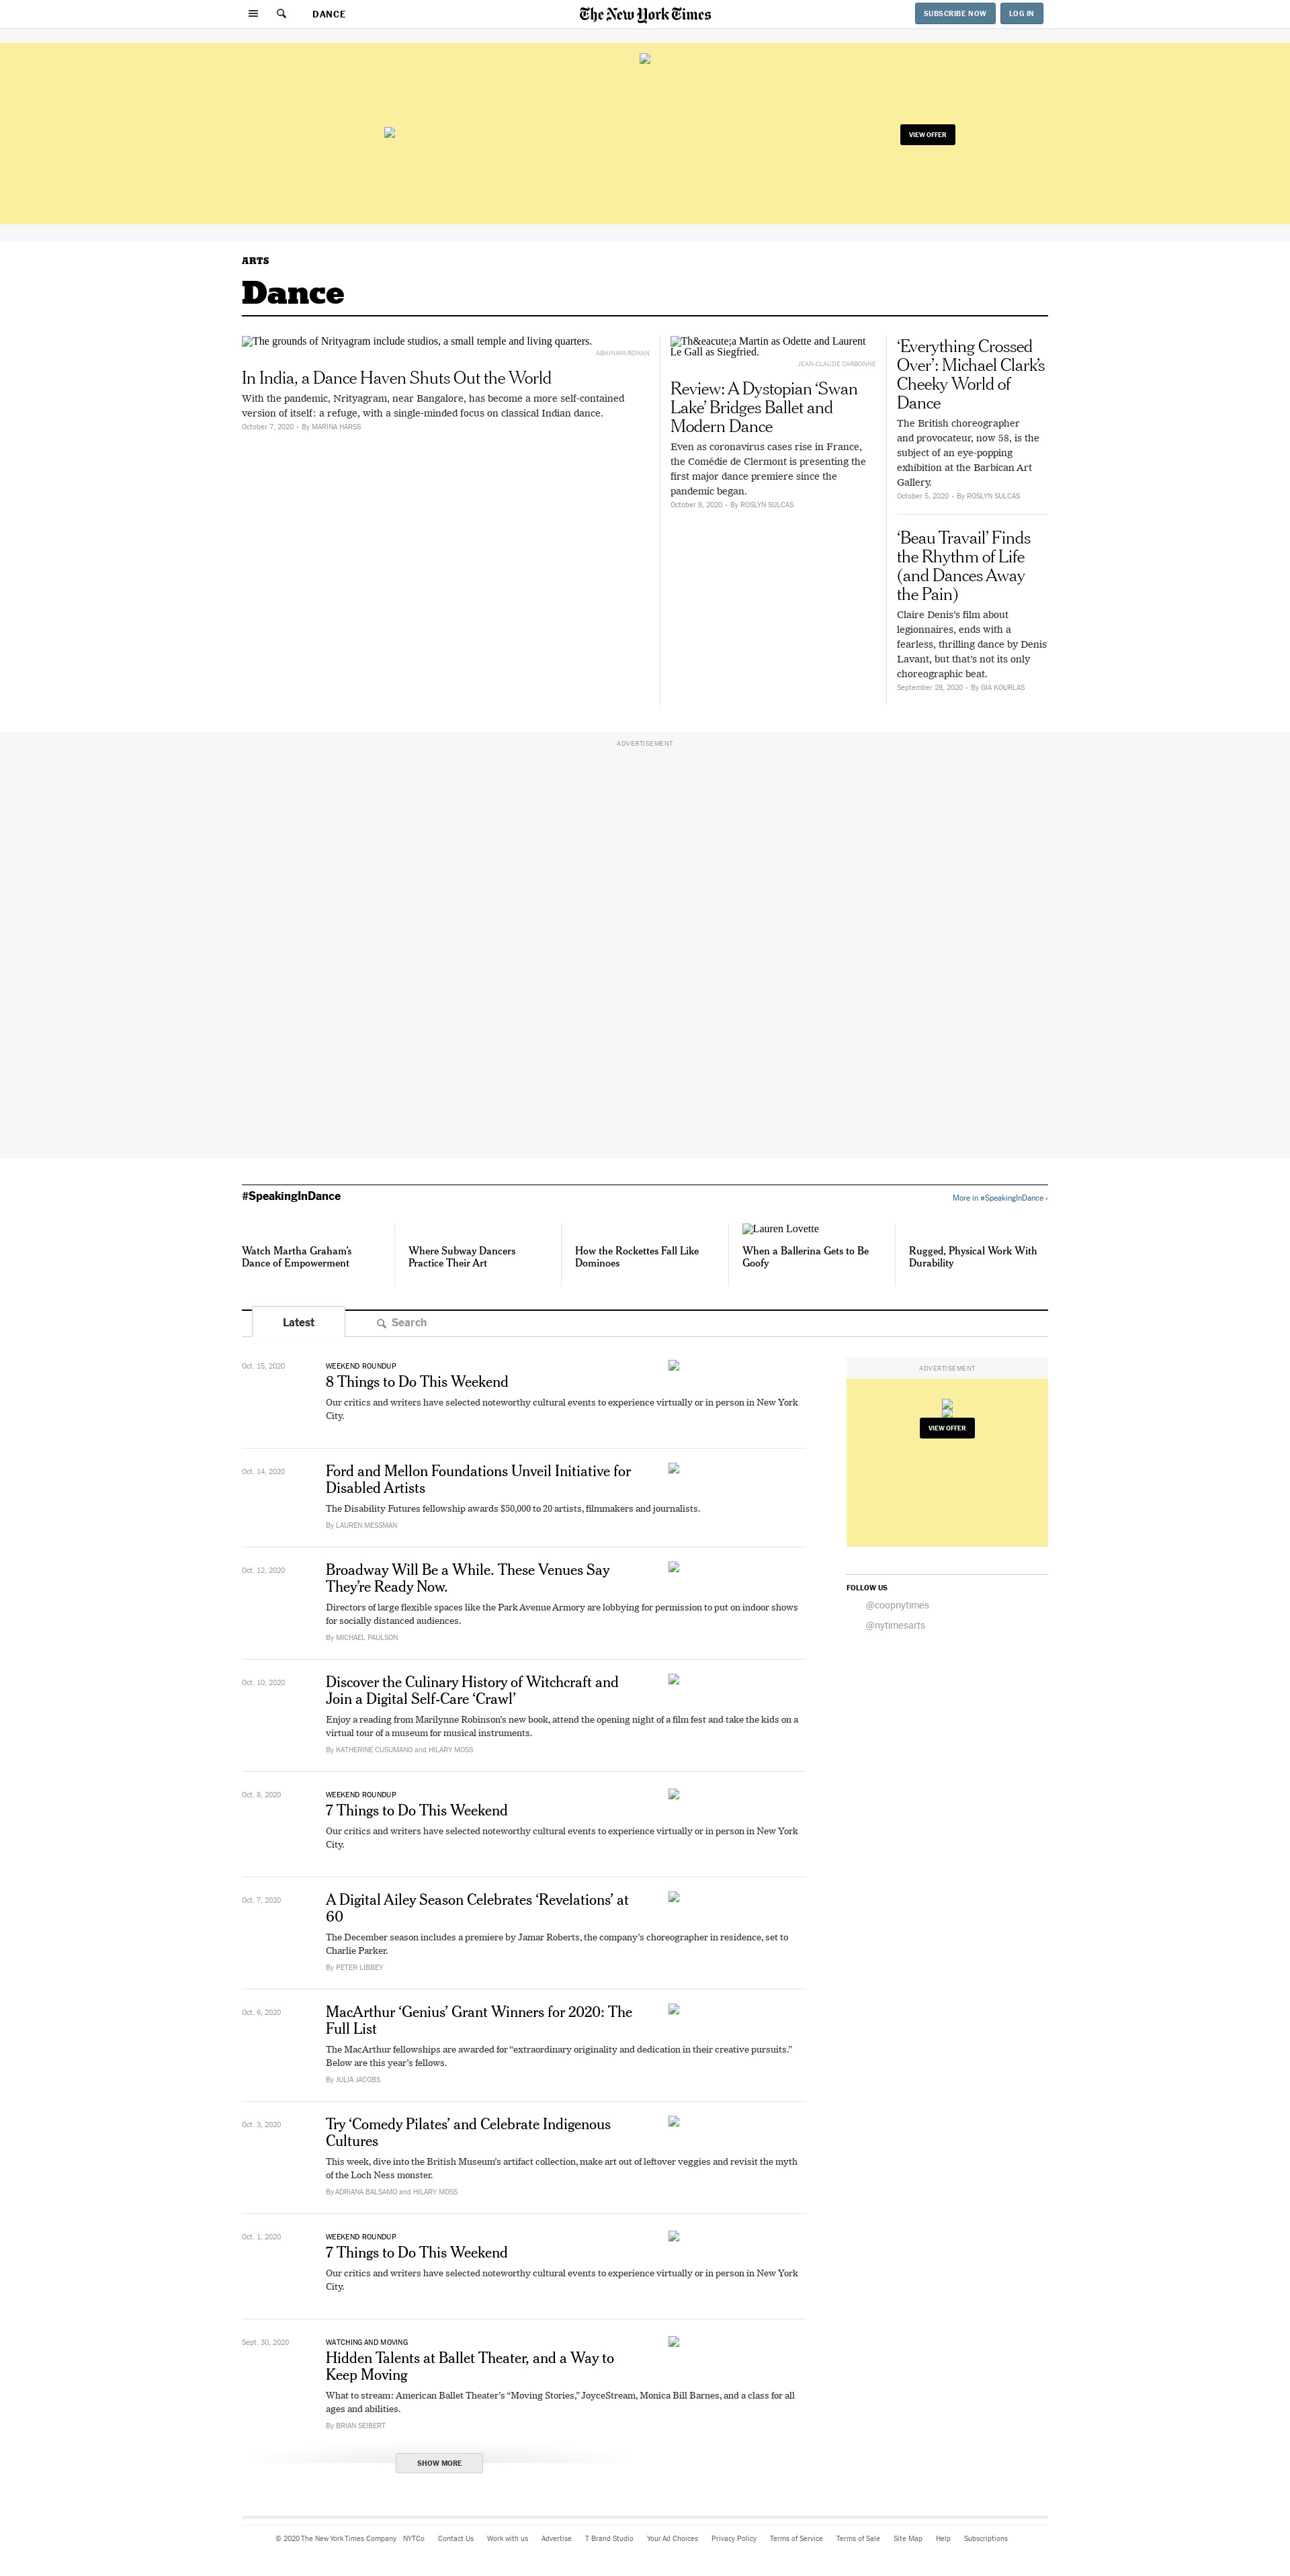 DANCE
The New York Times
SUBSCRIBE NOW
LOG IN
VIEW OFFER
ARTS
Dance
The grounds of Nrityagram include studios, a small temple and living quarters.
ABHINAYA ROHAN
In India, a Dance Haven Shuts Out the World
With the pandemic, Nrityagram, near Bangalore, has become a more self-contained
version of itself: a refuge, with a single-minded focus on classical Indian dance.
October 7, 2020 • By MARINA HARSS
Th&eacute;a Martin as Odette and Laurent
Le Gall as Siegfried.
JEAN-CLAUDE CARBONNE
Review: A Dystopian ‘Swan
Lake’ Bridges Ballet and
Modern Dance
Even as coronavirus cases rise in France,
the Comédie de Clermont is presenting the
first major dance premiere since the
pandemic began.
October 8, 2020 • By ROSLYN SULCAS
‘Everything Crossed
Over’: Michael Clark’s
Cheeky World of
Dance
The British choreographer
and provocateur, now 58, is the
subject of an eye-popping
exhibition at the Barbican Art
Gallery.
October 5, 2020 • By ROSLYN SULCAS
‘Beau Travail’ Finds
the Rhythm of Life
(and Dances Away
the Pain)
Claire Denis’s film about
legionnaires, ends with a
fearless, thrilling dance by Denis
Lavant, but that’s not its only
choreographic beat.
September 28, 2020 • By GIA KOURLAS
ADVERTISEMENT
#SpeakingInDance
More in #SpeakingInDance ›
Watch Martha Graham’s
Dance of Empowerment
Where Subway Dancers
Practice Their Art
How the Rockettes Fall Like
Dominoes
Lauren Lovette
When a Ballerina Gets to Be
Goofy
Rugged, Physical Work With
Durability
Latest
Search
Oct. 15, 2020
WEEKEND ROUNDUP
8 Things to Do This Weekend
Our critics and writers have selected noteworthy cultural events to experience virtually or in person in New York
City.
Oct. 14, 2020
Ford and Mellon Foundations Unveil Initiative for
Disabled Artists
The Disability Futures fellowship awards $50,000 to 20 artists, filmmakers and journalists.
By LAUREN MESSMAN
Oct. 12, 2020
Broadway Will Be a While. These Venues Say
They’re Ready Now.
Directors of large flexible spaces like the Park Avenue Armory are lobbying for permission to put on indoor shows
for socially distanced audiences.
By MICHAEL PAULSON
Oct. 10, 2020
Discover the Culinary History of Witchcraft and
Join a Digital Self-Care ‘Crawl’
Enjoy a reading from Marilynne Robinson’s new book, attend the opening night of a film fest and take the kids on a
virtual tour of a museum for musical instruments.
By KATHERINE CUSUMANO and HILARY MOSS
Oct. 8, 2020
WEEKEND ROUNDUP
7 Things to Do This Weekend
Our critics and writers have selected noteworthy cultural events to experience virtually or in person in New York
City.
Oct. 7, 2020
A Digital Ailey Season Celebrates ‘Revelations’ at
60
The December season includes a premiere by Jamar Roberts, the company’s choreographer in residence, set to
Charlie Parker.
By PETER LIBBEY
Oct. 6, 2020
MacArthur ‘Genius’ Grant Winners for 2020: The
Full List
The MacArthur fellowships are awarded for “extraordinary originality and dedication in their creative pursuits.”
Below are this year’s fellows.
By JULIA JACOBS
Oct. 3, 2020
Try ‘Comedy Pilates’ and Celebrate Indigenous
Cultures
This week, dive into the British Museum’s artifact collection, make art out of leftover veggies and revisit the myth
of the Loch Ness monster.
By ADRIANA BALSAMO and HILARY MOSS
Oct. 1, 2020
WEEKEND ROUNDUP
7 Things to Do This Weekend
Our critics and writers have selected noteworthy cultural events to experience virtually or in person in New York
City.
Sept. 30, 2020
WATCHING AND MOVING
Hidden Talents at Ballet Theater, and a Way to
Keep Moving
What to stream: American Ballet Theater’s “Moving Stories,” JoyceStream, Monica Bill Barnes, and a class for all
ages and abilities.
By BRIAN SEIBERT
SHOW MORE
ADVERTISEMENT
VIEW OFFER
FOLLOW US
@coopnytimes
@nytimesarts
© 2020 The New York Times Company NYTCo Contact Us Work with us Advertise T Brand Studio Your Ad Choices Privacy Policy Terms of Service Terms of Sale Site Map Help Subscriptions